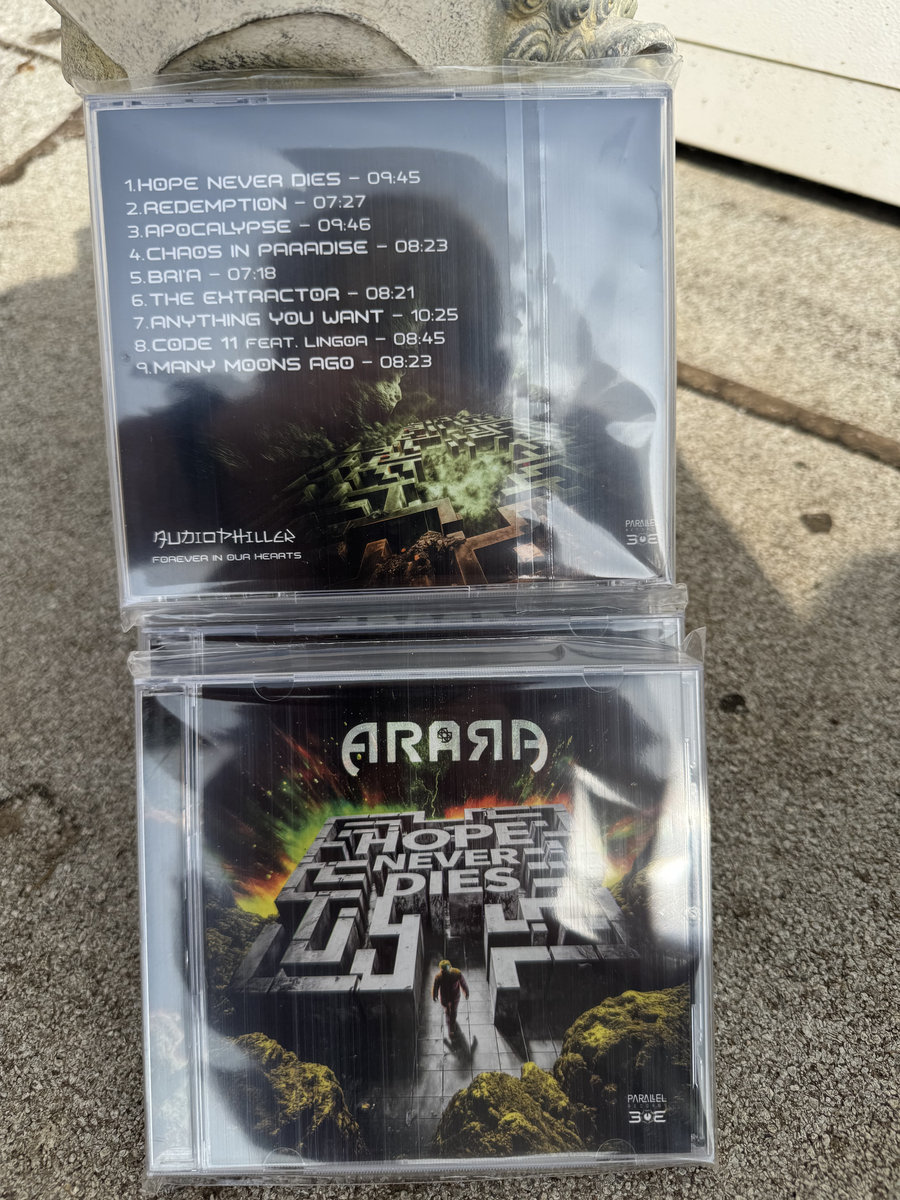 1.HOPE NEVER DIES - 09:45
2.REDEMPTION - 07:27
3.APOCALYPSE - 09:46
4.CHAOS IN PARADISE - 08:23
5.BRI'A - 07:18
6.THE EXTRACTOR - 08:21
7.ANYTHING YOU WANT - 10:25
8.CODE 11 FEAT. LINGOA - 08:45
9.MANY MOONS AGO - 08:23
AUDIOPHILLER
FOREVER IN OUR HEARTS
PARALLEL
ARARA
HOPE
NEVER
DIES
PARALLEL
RECORDS